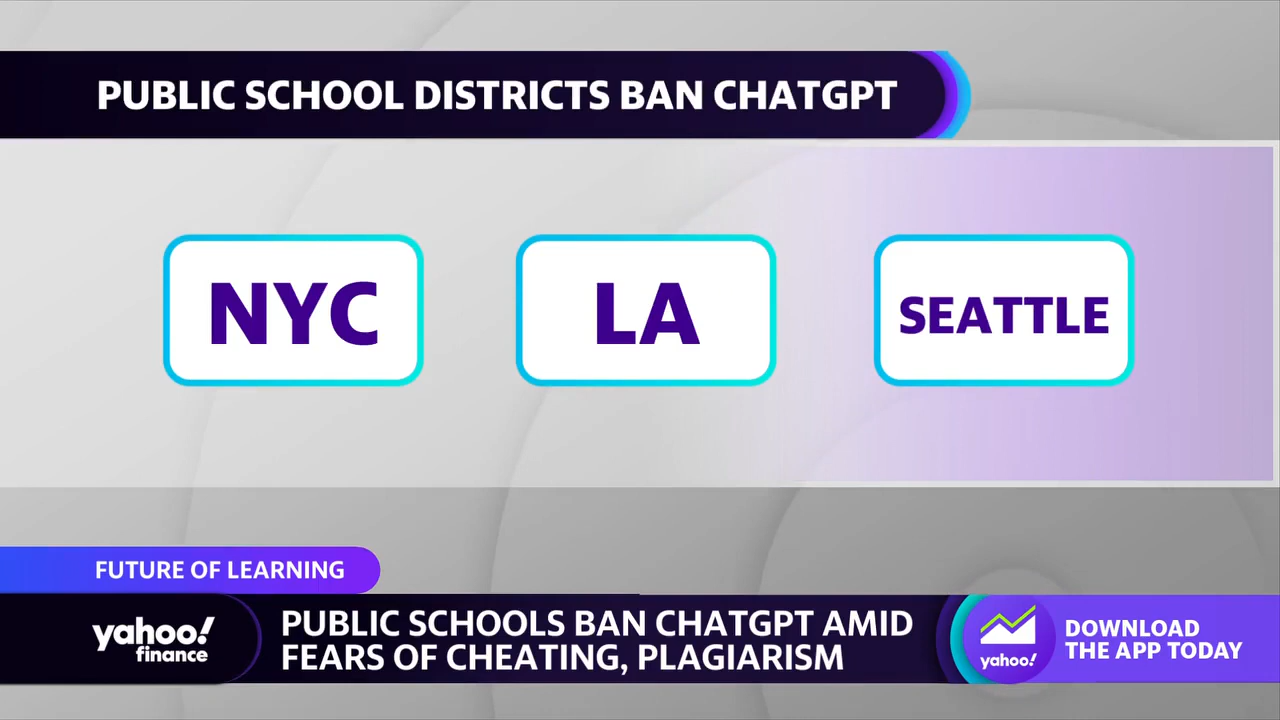 PUBLIC SCHOOL DISTRICTS BAN CHATGPT
NYC
LA
SEATTLE
FUTURE OF LEARNING
yahoo!
finance
PUBLIC SCHOOLS BAN CHATGPT AMID
FEARS OF CHEATING, PLAGIARISM
yahoo!
DOWNLOAD
THE APP TODAY